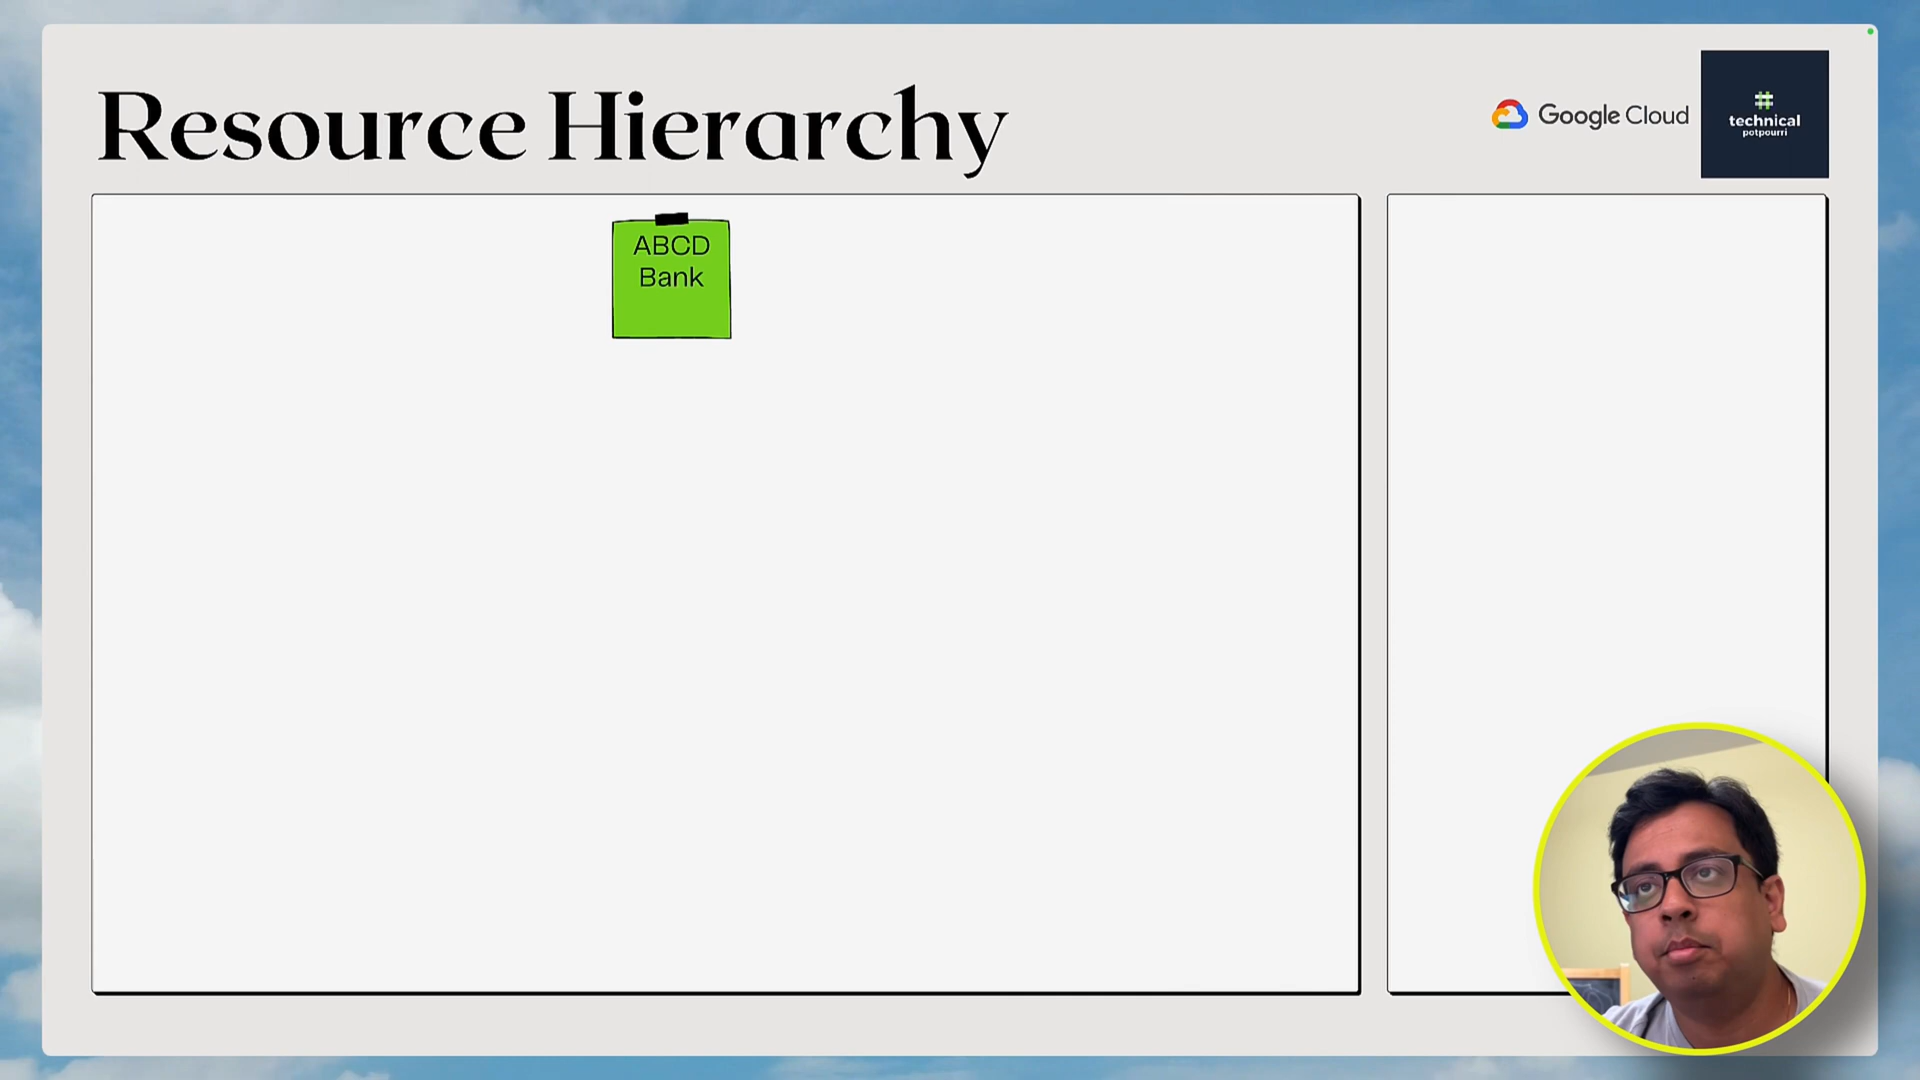 Resource Hierarchy
Google Cloud
technical
potpourri
ABCD
Bank